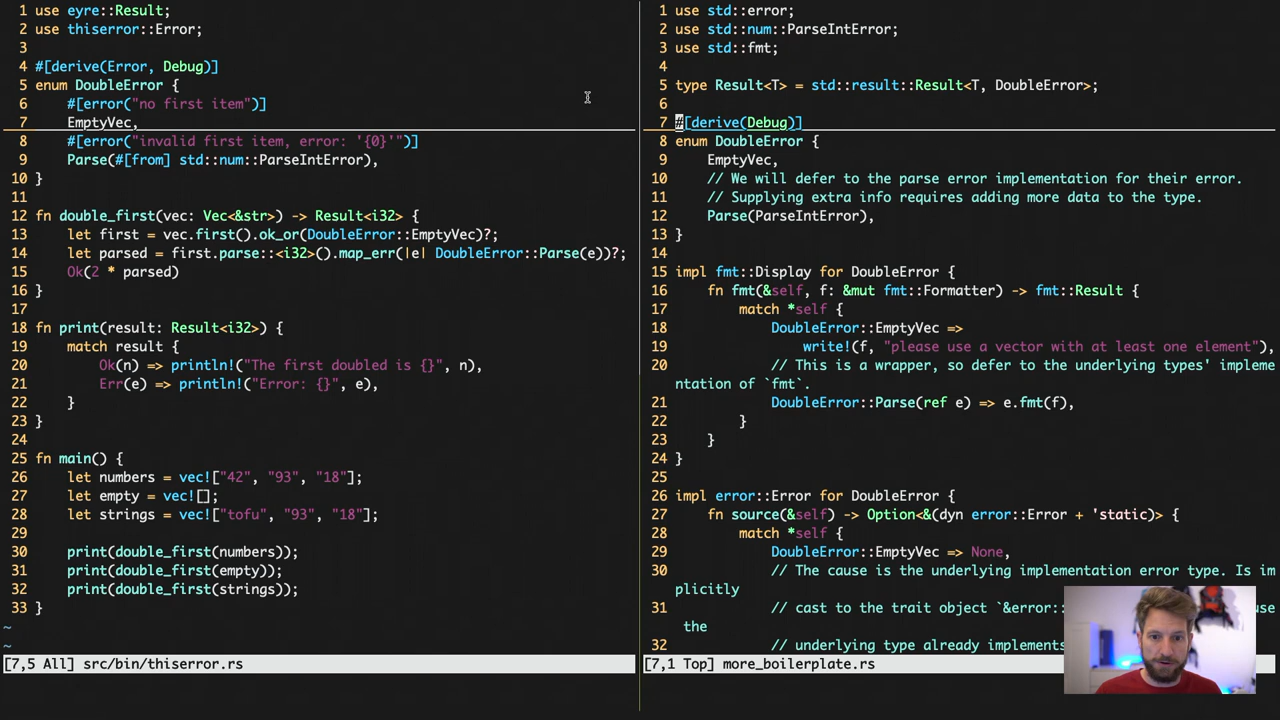 1 use eyre::Result;
2 use thiserror::Error;
3
4 #[derive(Error, Debug)]
5 enum DoubleError {
6     #[error("no first item")]
7     EmptyVec,
8     #[error("invalid first item, error: '{0}'")]
9     Parse(#[from] std::num::ParseIntError),
10 }
11
12 fn double_first(vec: Vec<&str>) -> Result<i32> {
13     let first = vec.first().ok_or(DoubleError::EmptyVec)?;
14     let parsed = first.parse::<i32>().map_err(|e| DoubleError::Parse(e))?;
15     Ok(2 * parsed)
16 }
17
18 fn print(result: Result<i32>) {
19     match result {
20         Ok(n) => println!("The first doubled is {}", n),
21         Err(e) => println!("Error: {}", e),
22     }
23 }
24
25 fn main() {
26     let numbers = vec!["42", "93", "18"];
27     let empty = vec![];
28     let strings = vec!["tofu", "93", "18"];
29
30     print(double_first(numbers));
31     print(double_first(empty));
32     print(double_first(strings));
33 }
~
~
[7,5 All] src/bin/thiserror.rs
1 use std::error;
2 use std::num::ParseIntError;
3 use std::fmt;
4
5 type Result<T> = std::result::Result<T, DoubleError>;
6
7 #[derive(Debug)]
8 enum DoubleError {
9     EmptyVec,
10     // We will defer to the parse error implementation for their error.
11     // Supplying extra info requires adding more data to the type.
12     Parse(ParseIntError),
13 }
14
15 impl fmt::Display for DoubleError {
16     fn fmt(&self, f: &mut fmt::Formatter) -> fmt::Result {
17         match *self {
18             DoubleError::EmptyVec =>
19                 write!(f, "please use a vector with at least one element"),
20             // This is a wrapper, so defer to the underlying types' impleme
ntation of `fmt`.
21             DoubleError::Parse(ref e) => e.fmt(f),
22         }
23     }
24 }
25
26 impl error::Error for DoubleError {
27     fn source(&self) -> Option<&(dyn error::Error + 'static)> {
28         match *self {
29             DoubleError::EmptyVec => None,
30             // The cause is the underlying implementation error type. Is im
plicitly
31             // cast to the trait object `&error::
the
32             // underlying type already implements
[7,1 Top] more_boilerplate.rs